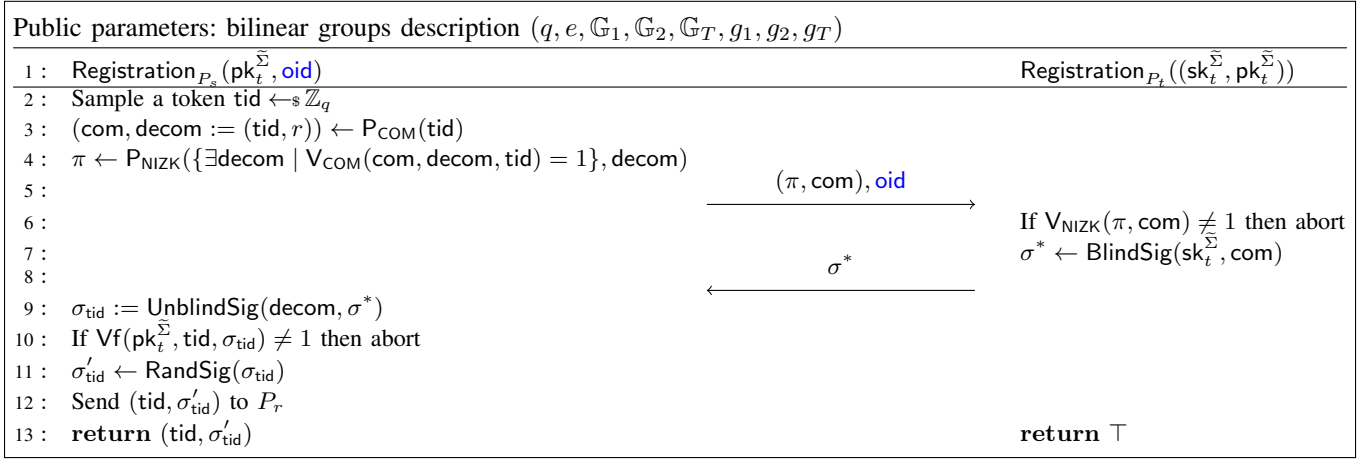 Public parameters: bilinear groups description (q, e, 𝔾₁, 𝔾₂, 𝔾_T, g₁, g₂, g_T)
1 : Registration_{P_s}(pk_t^{Σ̃}, oid) Registration_{P_t}((sk_t^{Σ̃}, pk_t^{Σ̃}))
2 : Sample a token tid ←$ ℤ_q
3 : (com, decom := (tid, r)) ← P_COM(tid)
4 : π ← P_NIZK({∃decom | V_COM(com, decom, tid) = 1}, decom)
5 : (π, com), oid
6 : If V_NIZK(π, com) ≠ 1 then abort
7 : σ* ← BlindSig(sk_t^{Σ̃}, com)
8 : σ*
9 : σ_tid := UnblindSig(decom, σ*)
10 : If Vf(pk_t^{Σ̃}, tid, σ_tid) ≠ 1 then abort
11 : σ′_tid ← RandSig(σ_tid)
12 : Send (tid, σ′_tid) to P_r
13 : return (tid, σ′_tid) return ⊤